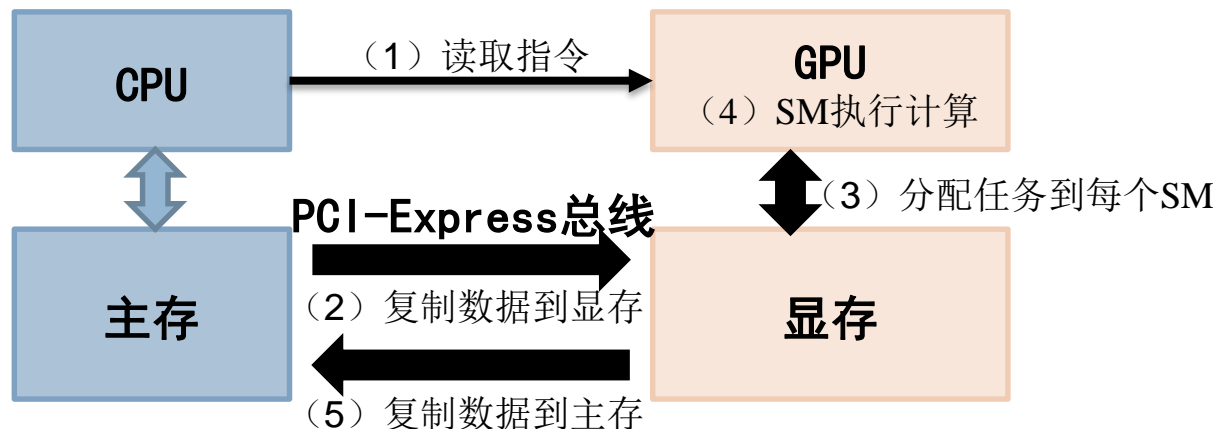 CPU
（1）读取指令
GPU
（4）SM执行计算
（3）分配任务到每个SM
PCI-Express总线
主存
（2）复制数据到显存
显存
（5）复制数据到主存